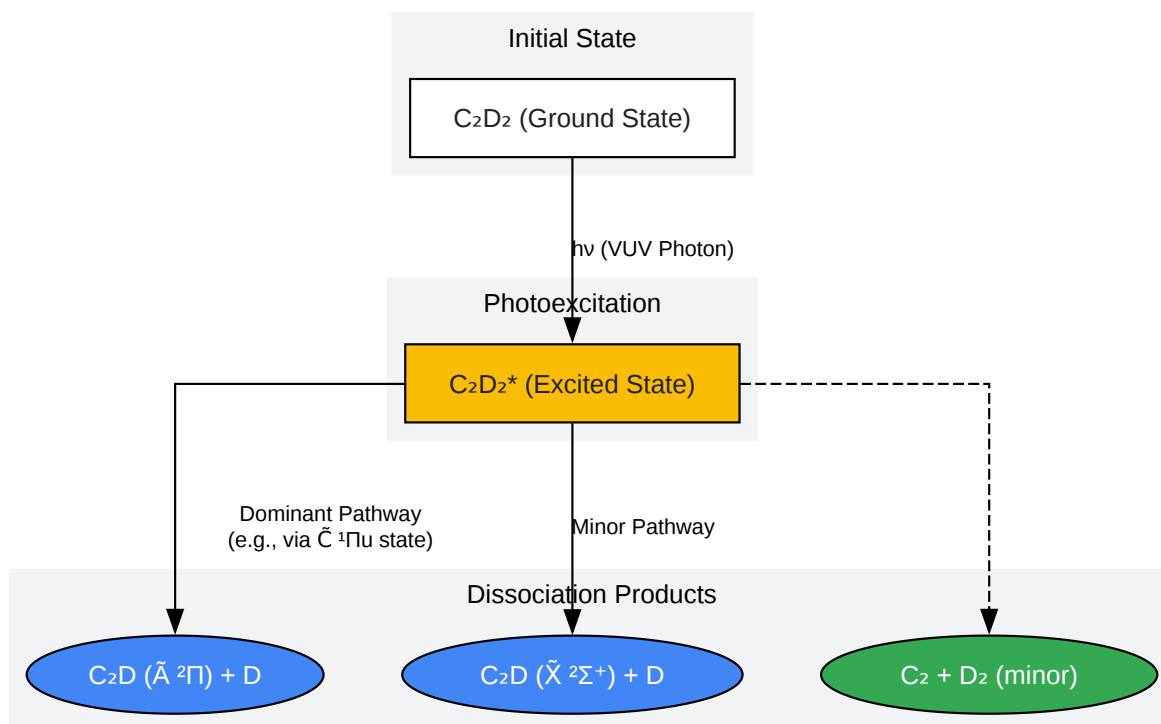 Initial State
C₂D₂ (Ground State)
hν (VUV Photon)
Photoexcitation
C₂D₂* (Excited State)
Dominant Pathway
(e.g., via C̃ ¹Πu state)
Minor Pathway
Dissociation Products
C₂D (Ã ²Π) + D
C₂D (X̃ ²Σ⁺) + D
C₂ + D₂ (minor)